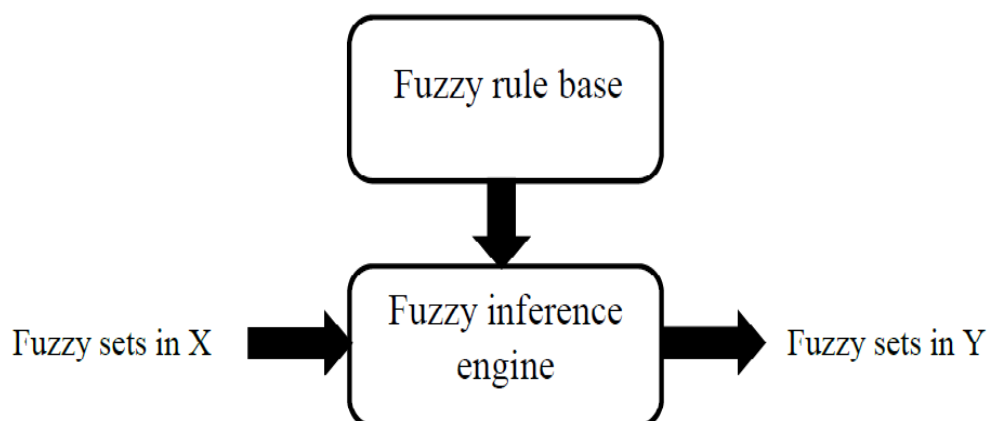 Fuzzy rule base
Fuzzy inference
engine
Fuzzy sets in X
Fuzzy sets in Y